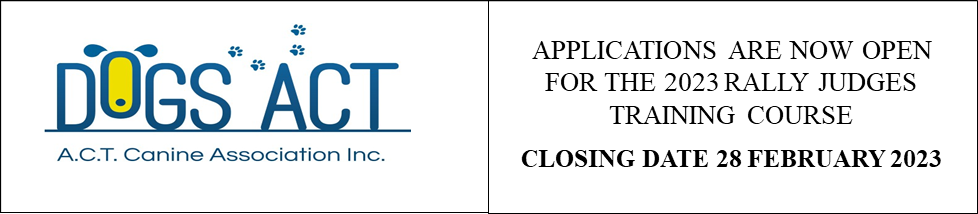 DOGS ACT
A.C.T. Canine Association Inc.
APPLICATIONS ARE NOW OPEN
FOR THE 2023 RALLY JUDGES
TRAINING COURSE
CLOSING DATE 28 FEBRUARY 2023